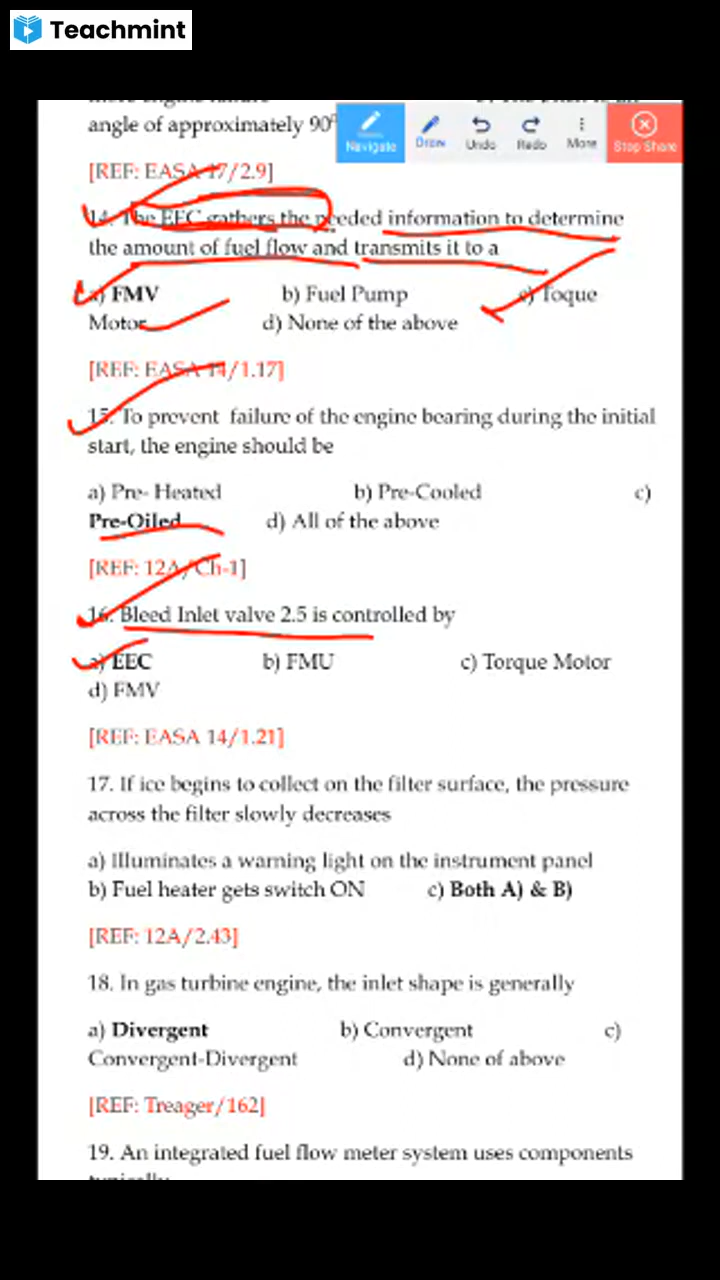 Teachmint
angle of approximately 90°
Navigate
Draw
Undo
Redo
More
Stop Share
[REF: EASA 17/2.9]
14. The EEC gathers the needed information to determine
the amount of fuel flow and transmits it to a
a) FMV b) Fuel Pump c) Toque
Motor d) None of the above
[REF: EASA 14/1.17]
15. To prevent failure of the engine bearing during the initial
start, the engine should be
a) Pre- Heated b) Pre-Cooled c)
Pre-Oiled d) All of the above
[REF: 12A/Ch-1]
16. Bleed Inlet valve 2.5 is controlled by
a) EEC b) FMU c) Torque Motor
d) FMV
[REF: EASA 14/1.21]
17. If ice begins to collect on the filter surface, the pressure
across the filter slowly decreases
a) Illuminates a warning light on the instrument panel
b) Fuel heater gets switch ON c) Both A) & B)
[REF: 12A/2.43]
18. In gas turbine engine, the inlet shape is generally
a) Divergent b) Convergent c)
Convergent-Divergent d) None of above
[REF: Treager/162]
19. An integrated fuel flow meter system uses components